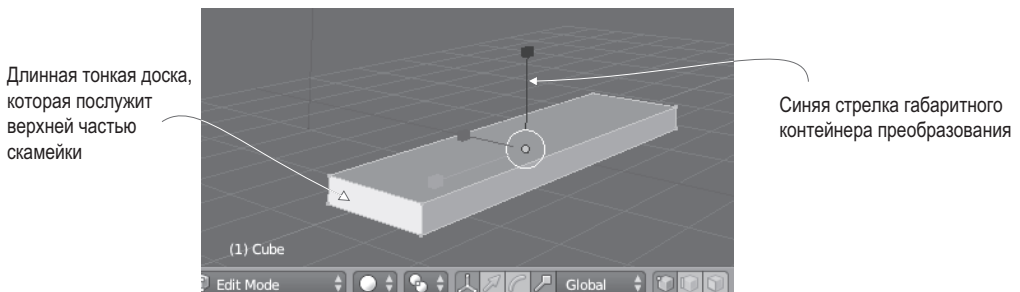 Длинная тонкая доска,
которая послужит
верхней частью
скамейки
Синяя стрелка габаритного
контейнера преобразования
(1) Cube
Edit Mode
Global